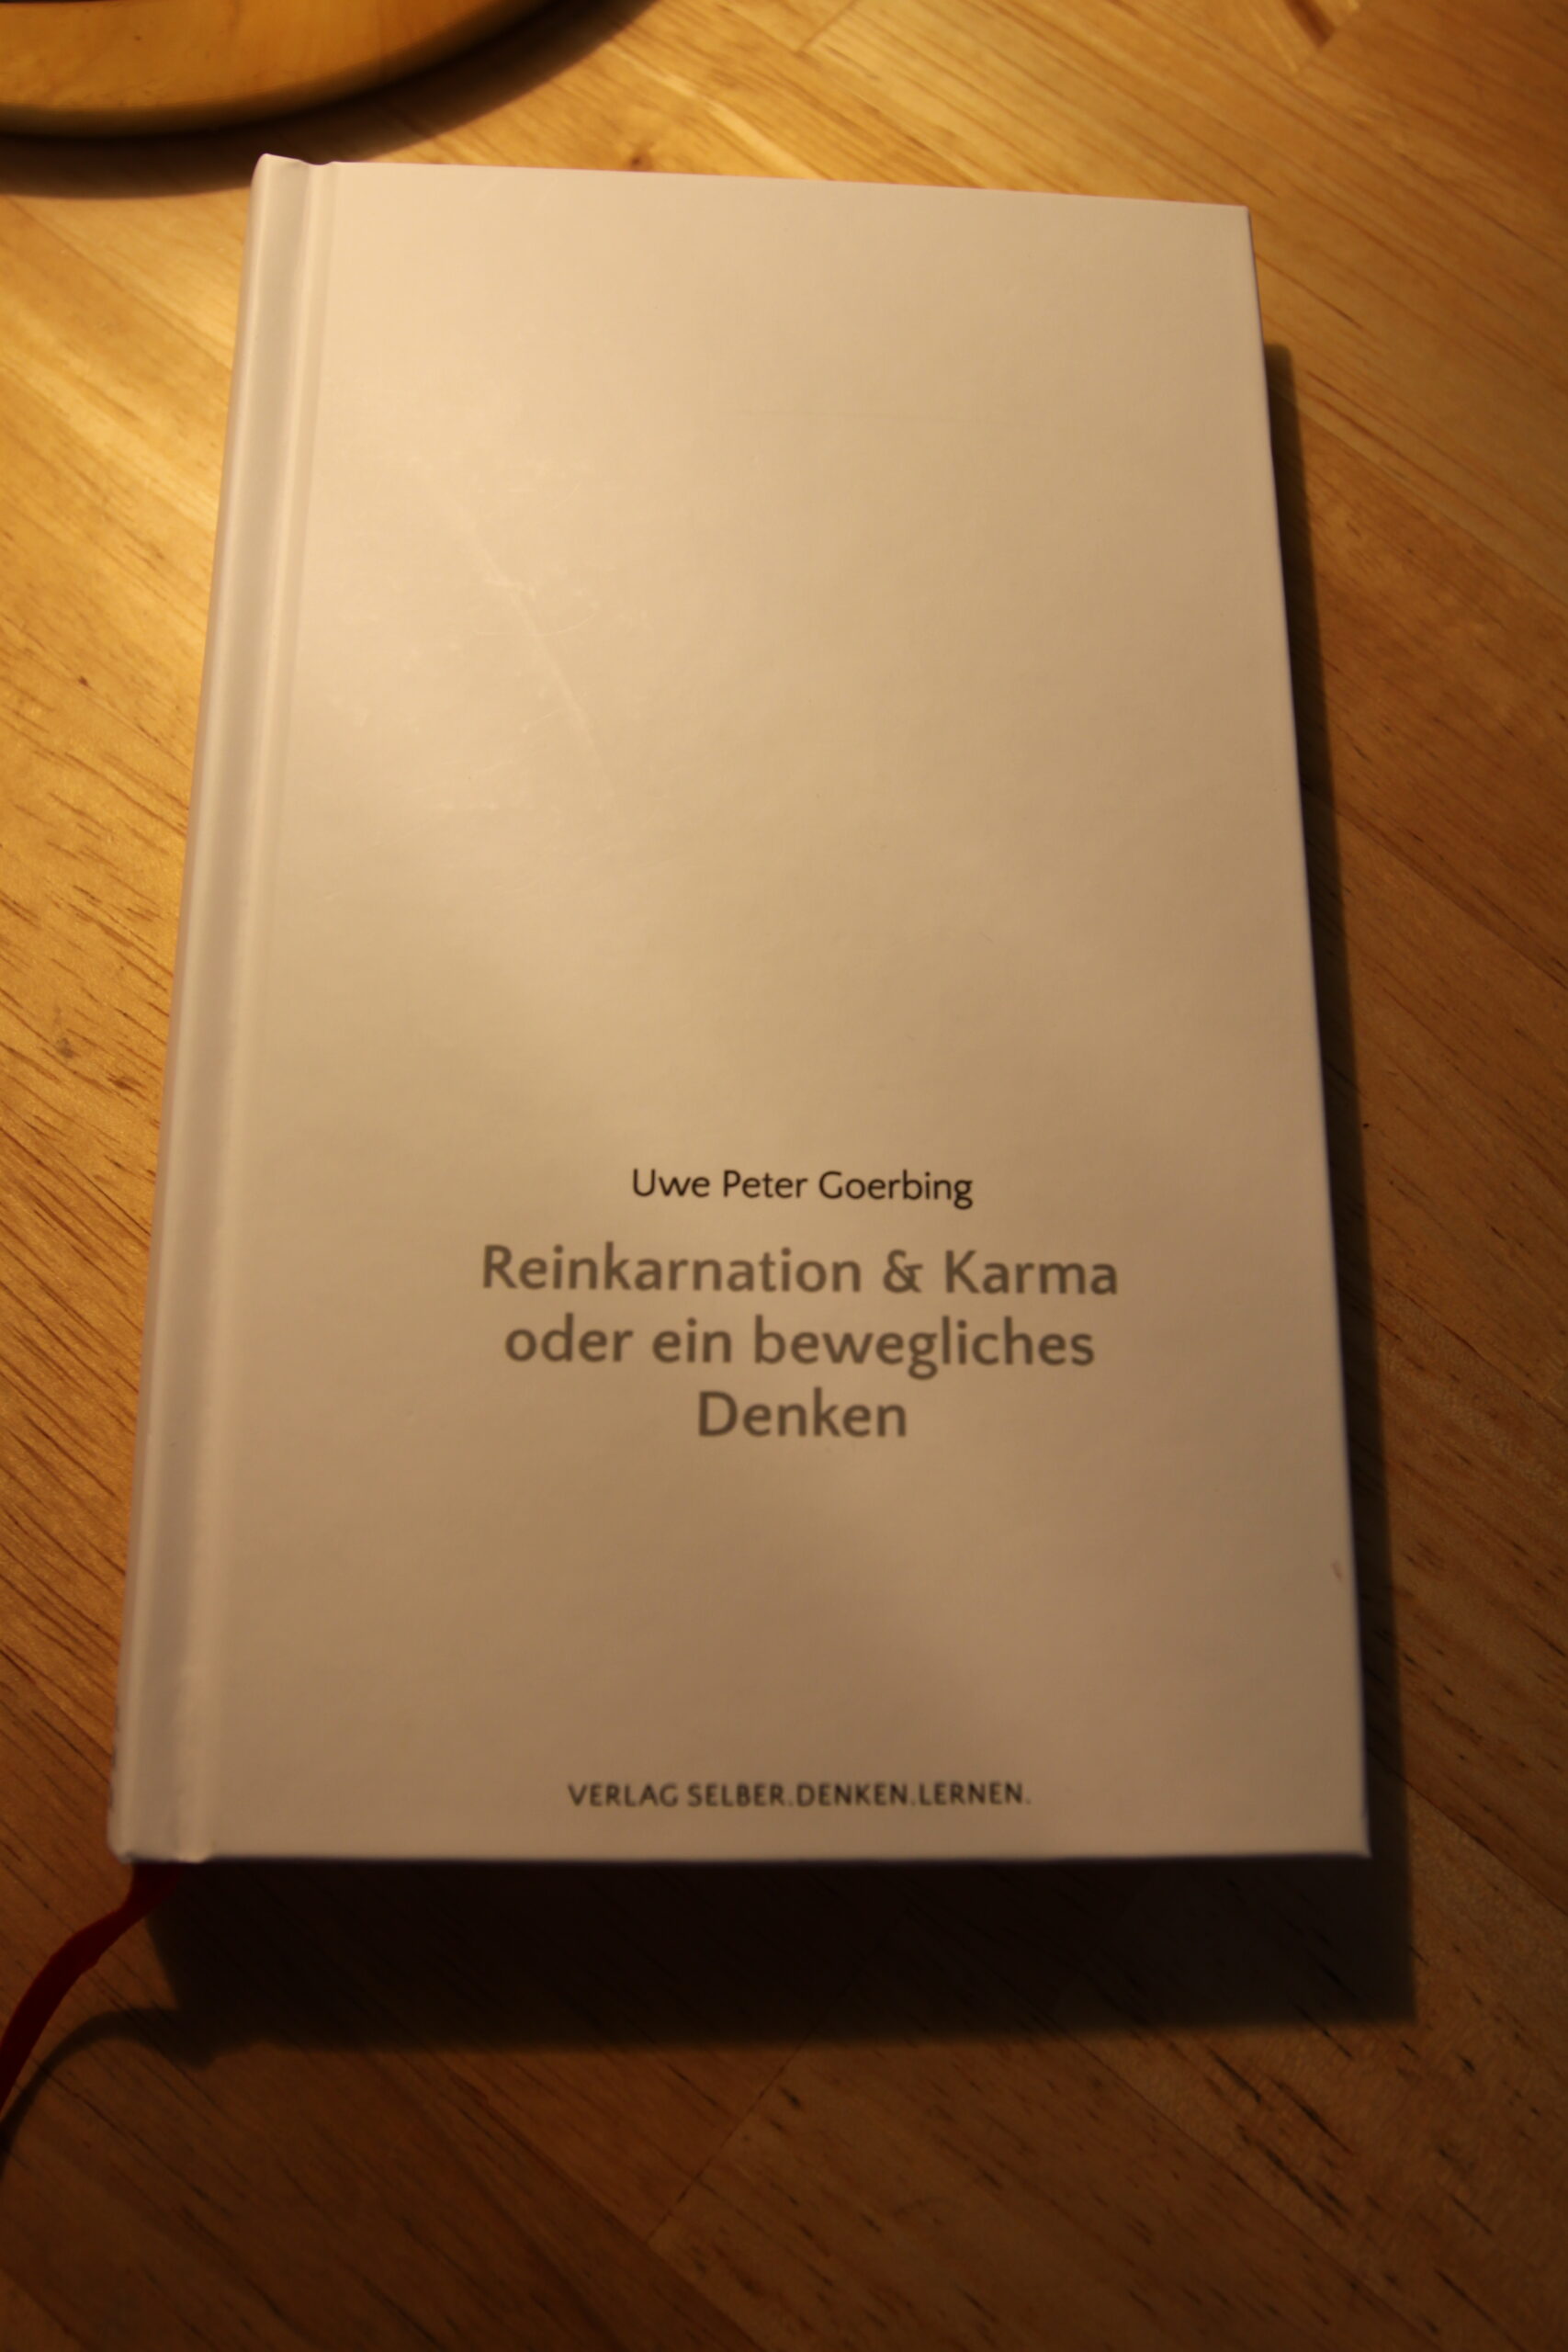 Uwe Peter Goerbing
Reinkarnation & Karma
oder ein bewegliches
Denken
VERLAG SELBER.DENKEN.LERNEN.